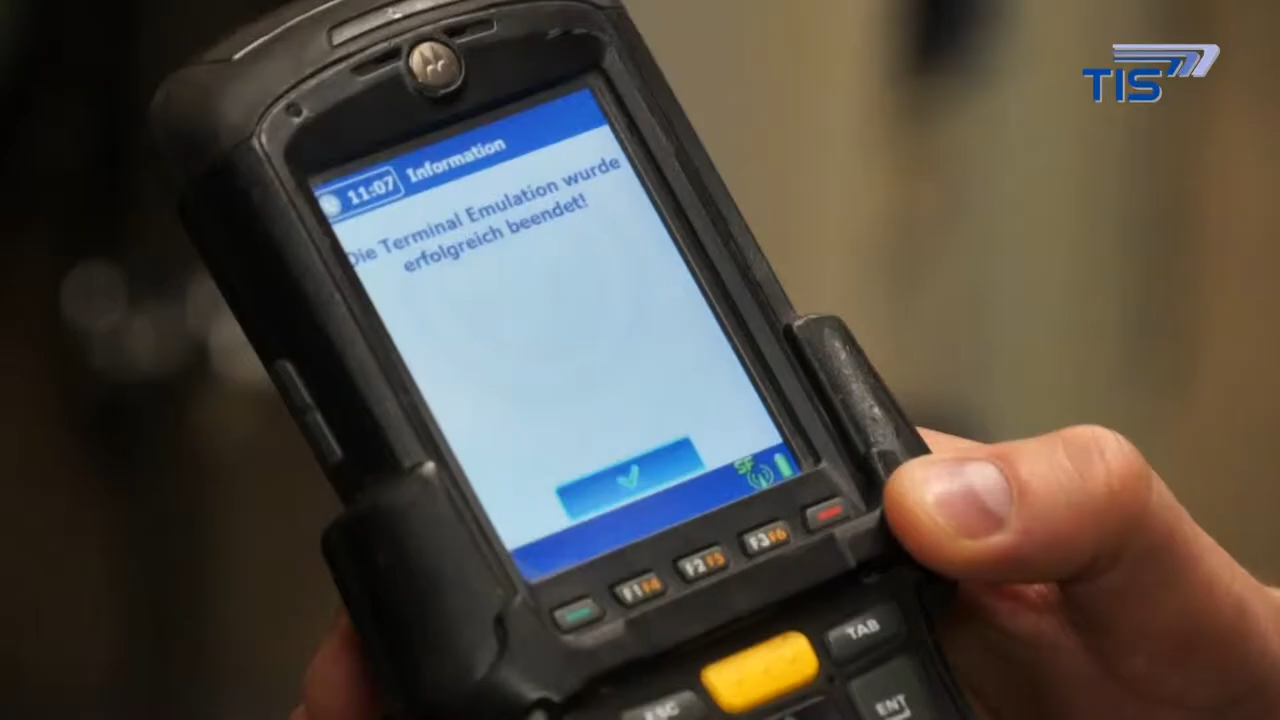 TIS
11:07 Information
Die Terminal Emulation wurde
erfolgreich beendet!
SF
F1 F4
F2 F5
F3 F6
TAB
ESC
ENT